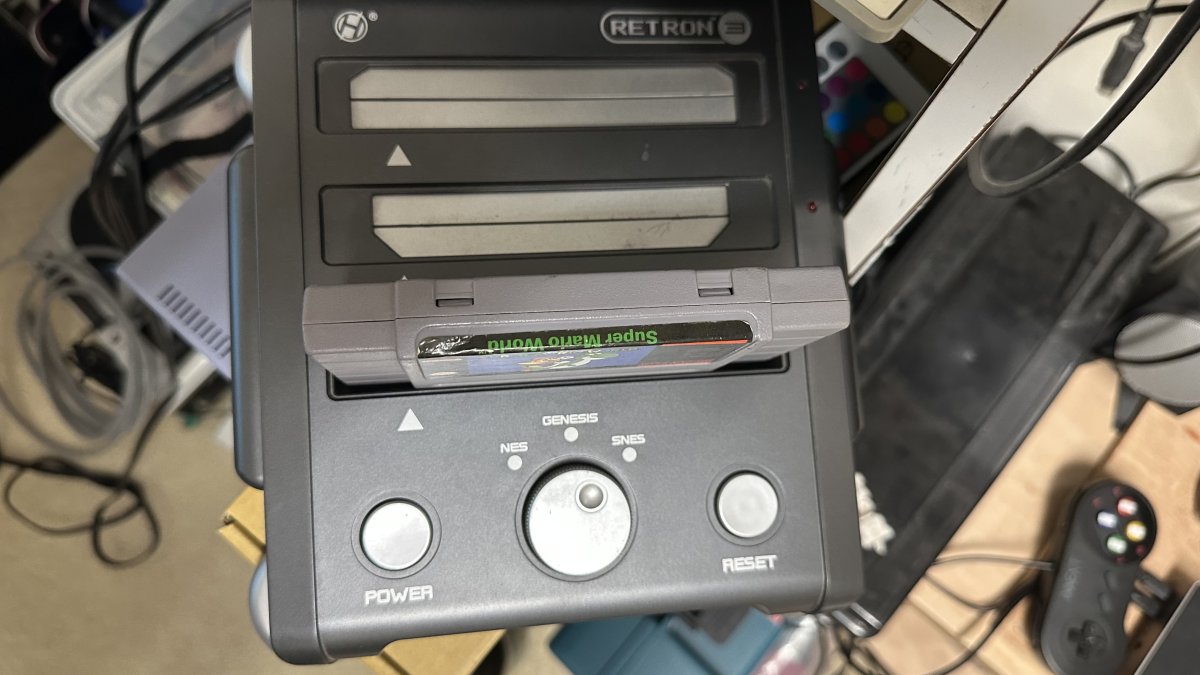 H®
RETRON 3
Super Mario World
GENESIS
NES
SNES
POWER
RESET